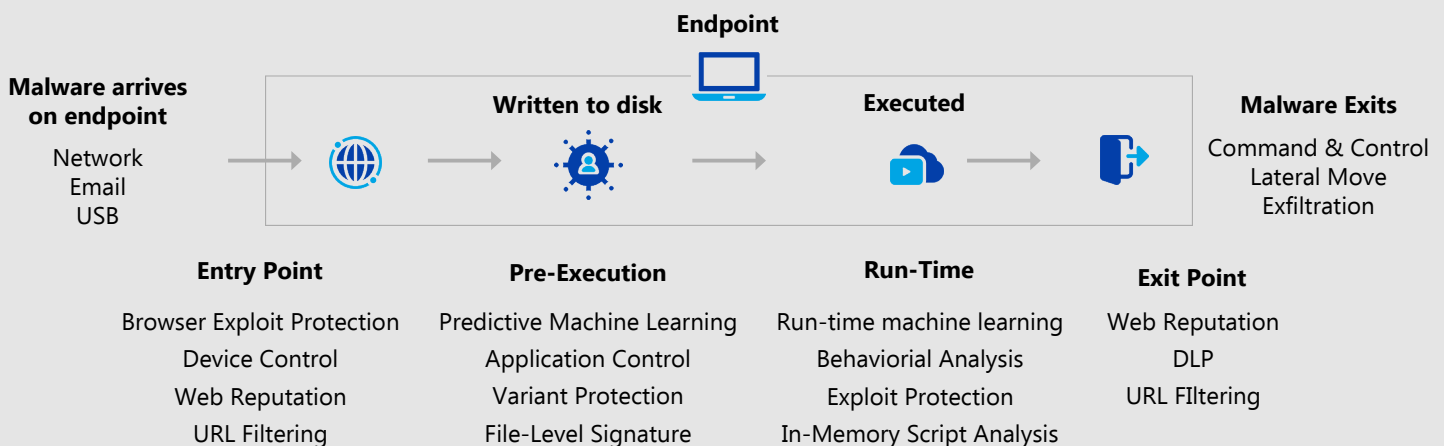 Endpoint
Malware arrives
on endpoint
Network
Email
USB
Written to disk
Executed
Malware Exits
Command & Control
Lateral Move
Exfiltration
Entry Point
Browser Exploit Protection
Device Control
Web Reputation
URL Filtering
Pre-Execution
Predictive Machine Learning
Application Control
Variant Protection
File-Level Signature
Run-Time
Run-time machine learning
Behaviorial Analysis
Exploit Protection
In-Memory Script Analysis
Exit Point
Web Reputation
DLP
URL FIltering